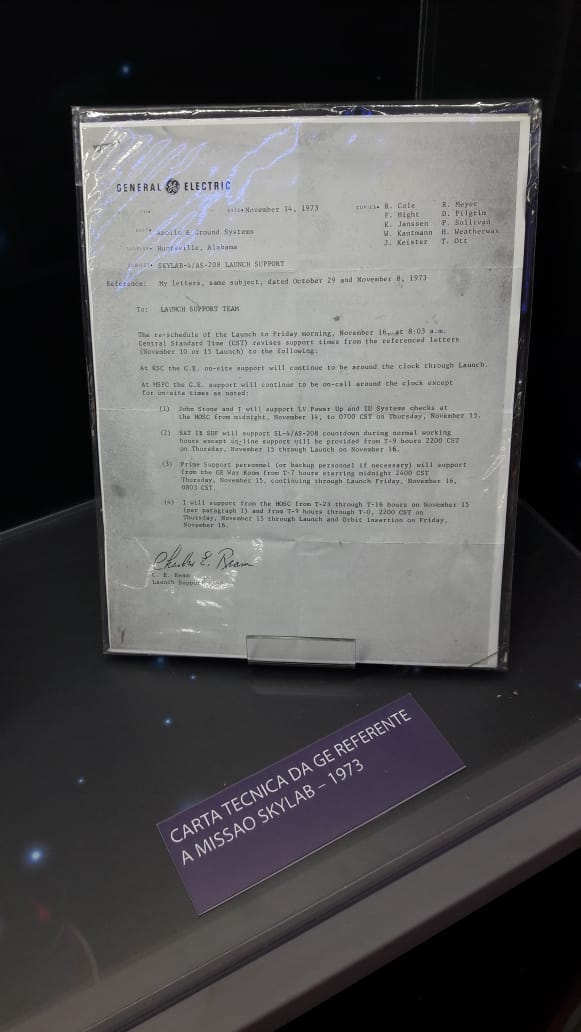 GENERAL ELECTRIC
DATE• November 14, 1973
COPIES• R. Cole R. Meyer
P. Hight D. Pilgrim
K. Janssen P. Sullivan
W. Kantmann H. Weatherwax
J. Keister T. Ott
Apollo & Ground Systems
Huntsville, Alabama
SKYLAB-4/AS-208 LAUNCH SUPPORT
Reference: My letters, same subject, dated October 29 and November 8, 1973
To: LAUNCH SUPPORT TEAM
The re-schedule of the Launch to Friday morning, November 16, at 8:03 a.m.
Central Standard Time (CST) revises support times from the referenced letters
(November 10 or 15 Launch) to the following:
At KSC the G.E. on-site support will continue to be around the clock through Launch.
At MSFC the G.E. support will continue to be on-call around the clock except
for on-site times as noted:
(1) John Stone and I will support LV Power Up and IU Systems checks at
the HOSC from midnight, November 14, to 0700 CST on Thursday, November 15.
(2) SAT IB SDF will support SL-4/AS-208 countdown during normal working
hours except on-line support will be provided from T-9 hours 2200 CST
on Thursday, November 15 through Launch on November 16.
(3) Prime Support personnel (or backup personnel if necessary) will support
from the GE War Room from T-7 hours starting midnight 2400 CST
Thursday, November 15, continuing through Launch Friday, November 16,
0803 CST.
(4) I will support from the HOSC from T-23 through T-16 hours on November 15
(per paragraph 1) and from T-9 hours through T-0, 2200 CST on
Thursday, November 15 through Launch and Orbit Insertion on Friday,
November 16.
Charles E. Ream
C. E. Ream
Launch Support
CARTA TECNICA DA GE REFERENTE
A MISSAO SKYLAB – 1973